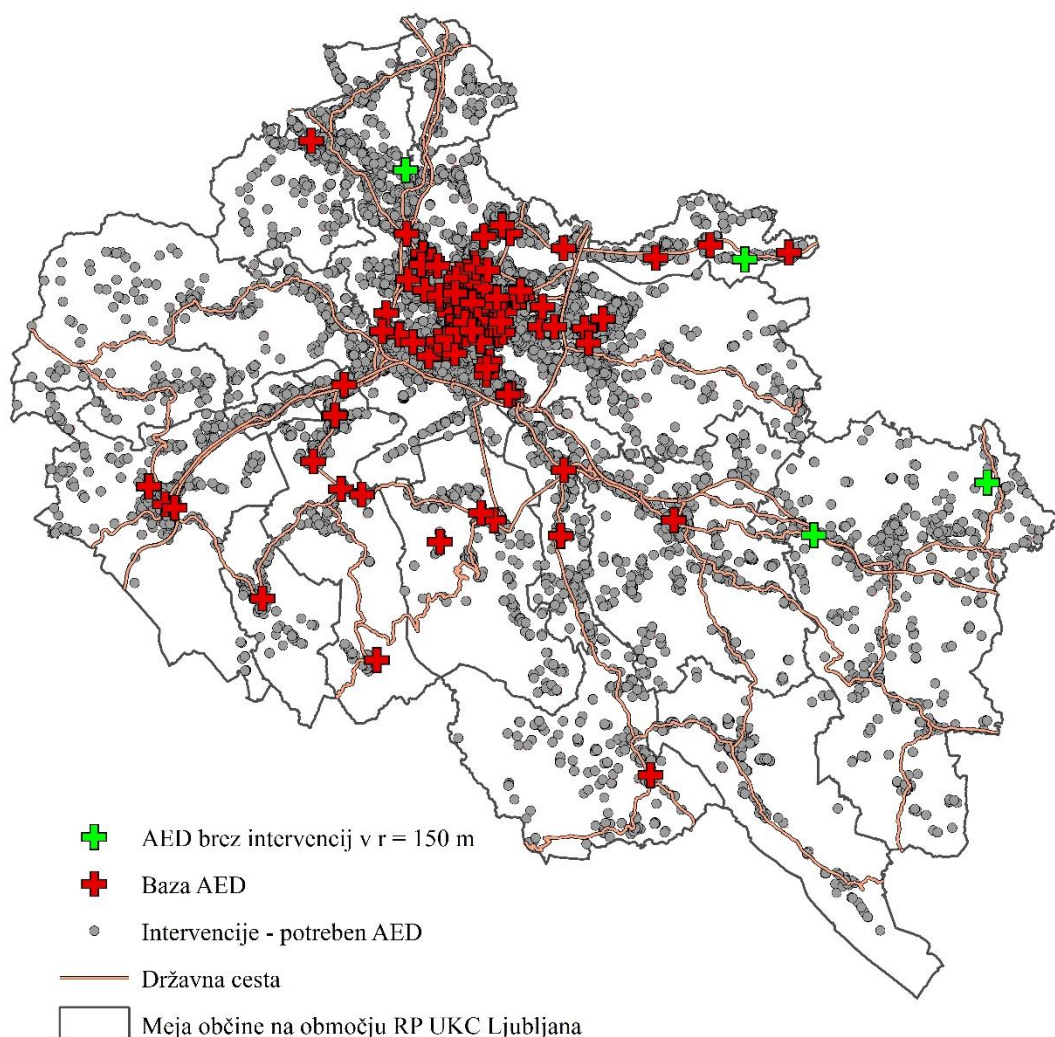 AED brez intervencij v r = 150 m
Baza AED
Intervencije - potreben AED
Državna cesta
Meja občine na območju RP UKC Ljubljana